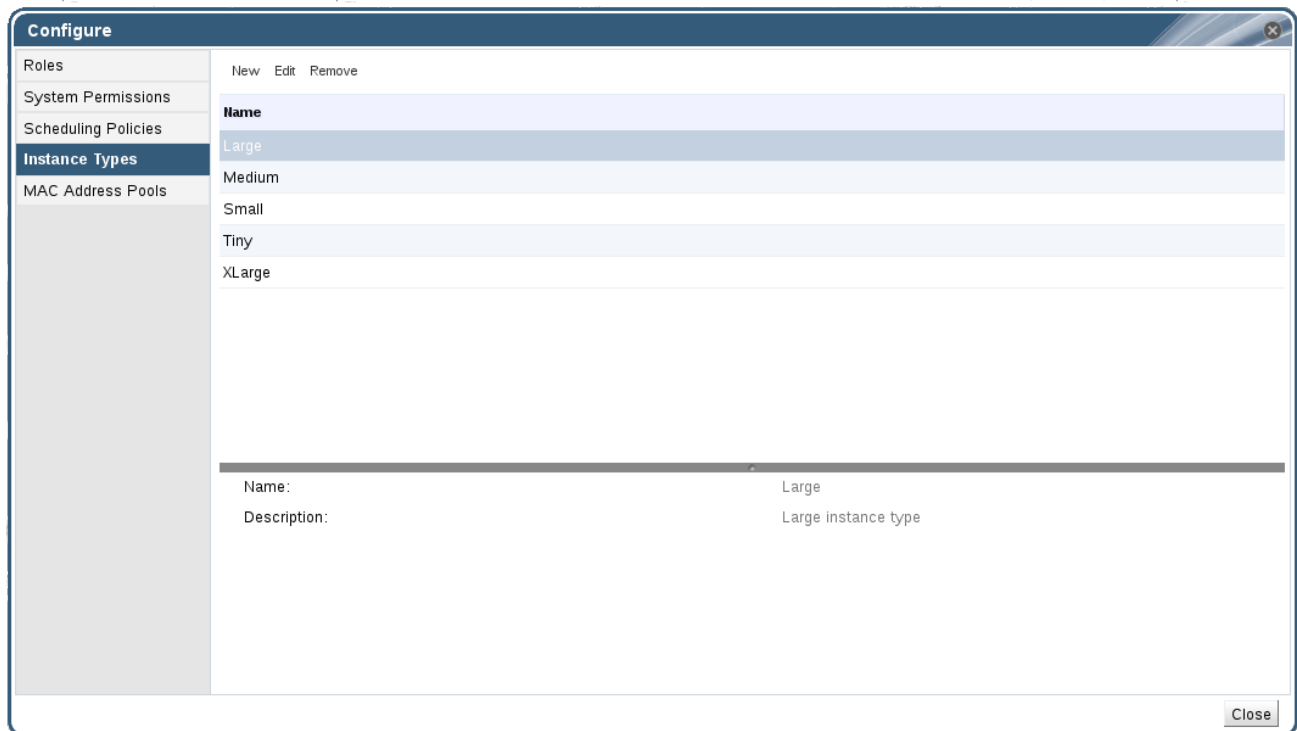 Configure
Roles
System Permissions
Scheduling Policies
Instance Types
MAC Address Pools
New Edit Remove
Name
Large
Medium
Small
Tiny
XLarge
Name: Large
Description: Large instance type
Close